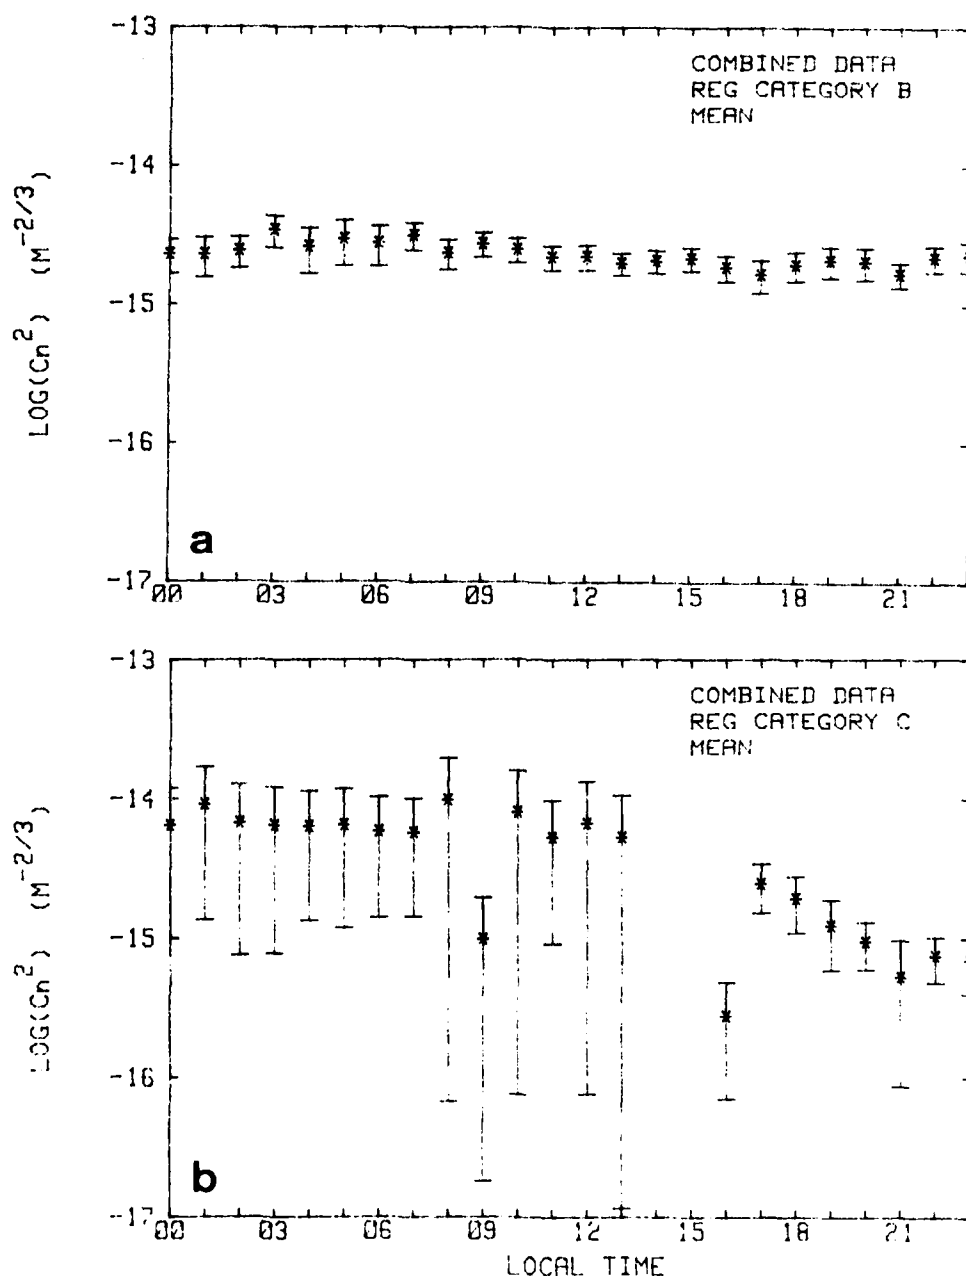 -13
COMBINED DATA
REG CATEGORY B
MEAN
-14
LOG(Cn²) (M⁻²/³)
-15
-16
a
-17
00 03 06 09 12 15 18 21
-13
COMBINED DATA
REG CATEGORY C
MEAN
-14
LOG(Cn²) (M⁻²/³)
-15
-16
b
-17
00 03 06 09 12 15 18 21
LOCAL TIME